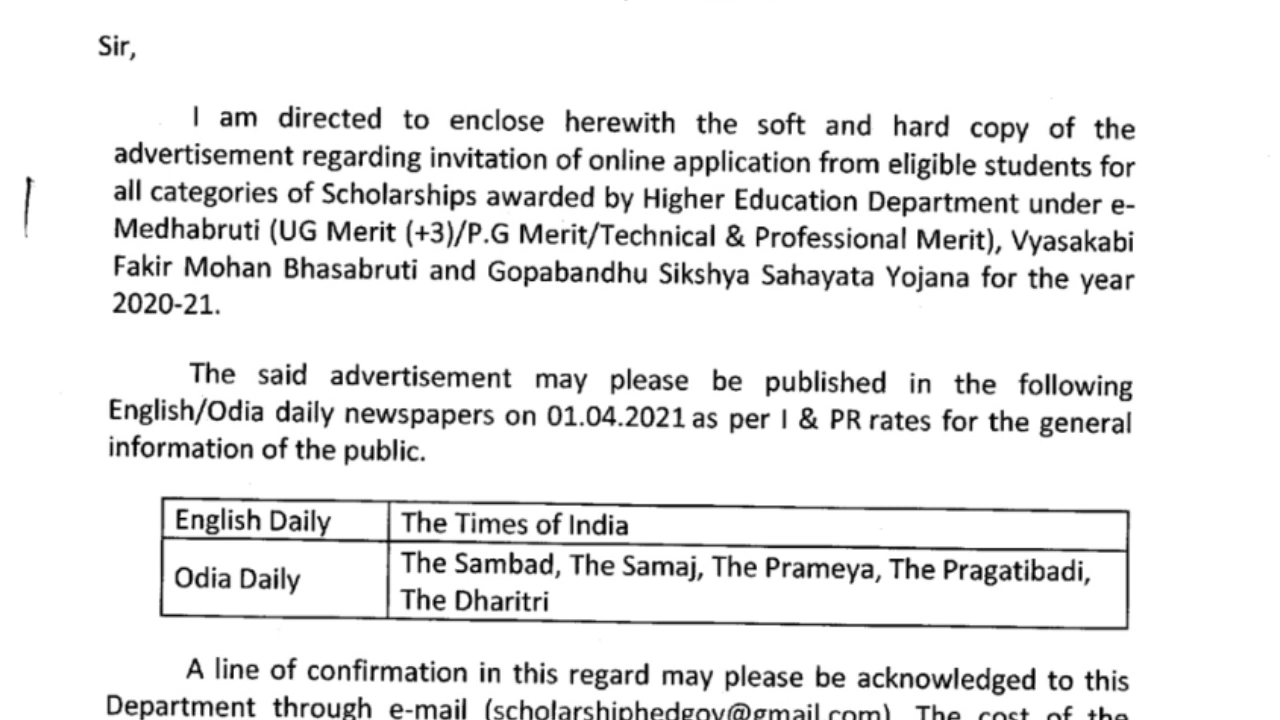 Sir,
I am directed to enclose herewith the soft and hard copy of the
advertisement regarding invitation of online application from eligible students for
all categories of Scholarships awarded by Higher Education Department under e-
Medhabruti (UG Merit (+3)/P.G Merit/Technical & Professional Merit), Vyasakabi
Fakir Mohan Bhasabruti and Gopabandhu Sikshya Sahayata Yojana for the year
2020-21.
The said advertisement may please be published in the following
English/Odia daily newspapers on 01.04.2021 as per I & PR rates for the general
information of the public.
English Daily The Times of India
Odia Daily The Sambad, The Samaj, The Prameya, The Pragatibadi,
The Dharitri
A line of confirmation in this regard may please be acknowledged to this
Department through e-mail (scholarshiphedgov@gmail.com). The cost of the